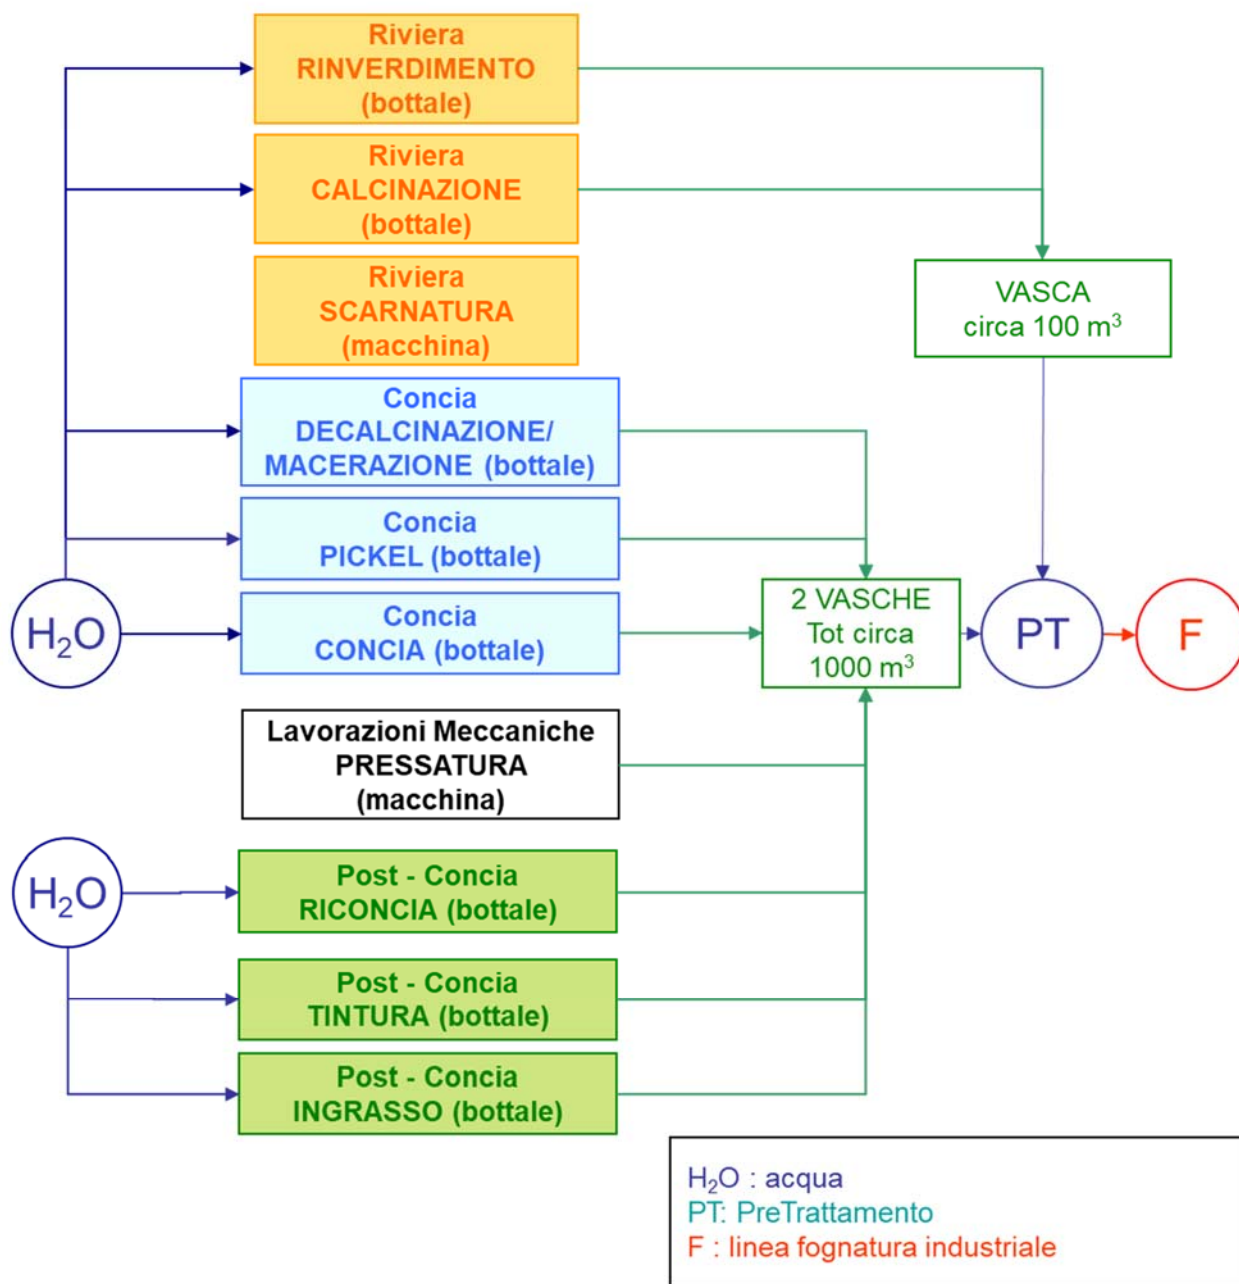 Riviera
RINVERDIMENTO
(bottale)
Riviera
CALCINAZIONE
(bottale)
Riviera
SCARNATURA
(macchina)
VASCA
circa 100 m³
Concia
DECALCINAZIONE/
MACERAZIONE (bottale)
Concia
PICKEL (bottale)
H₂O
Concia
CONCIA (bottale)
2 VASCHE
Tot circa
1000 m³
PT
F
Lavorazioni Meccaniche
PRESSATURA
(macchina)
H₂O
Post - Concia
RICONCIA (bottale)
Post - Concia
TINTURA (bottale)
Post - Concia
INGRASSO (bottale)
H₂O : acqua
PT: PreTrattamento
F : linea fognatura industriale